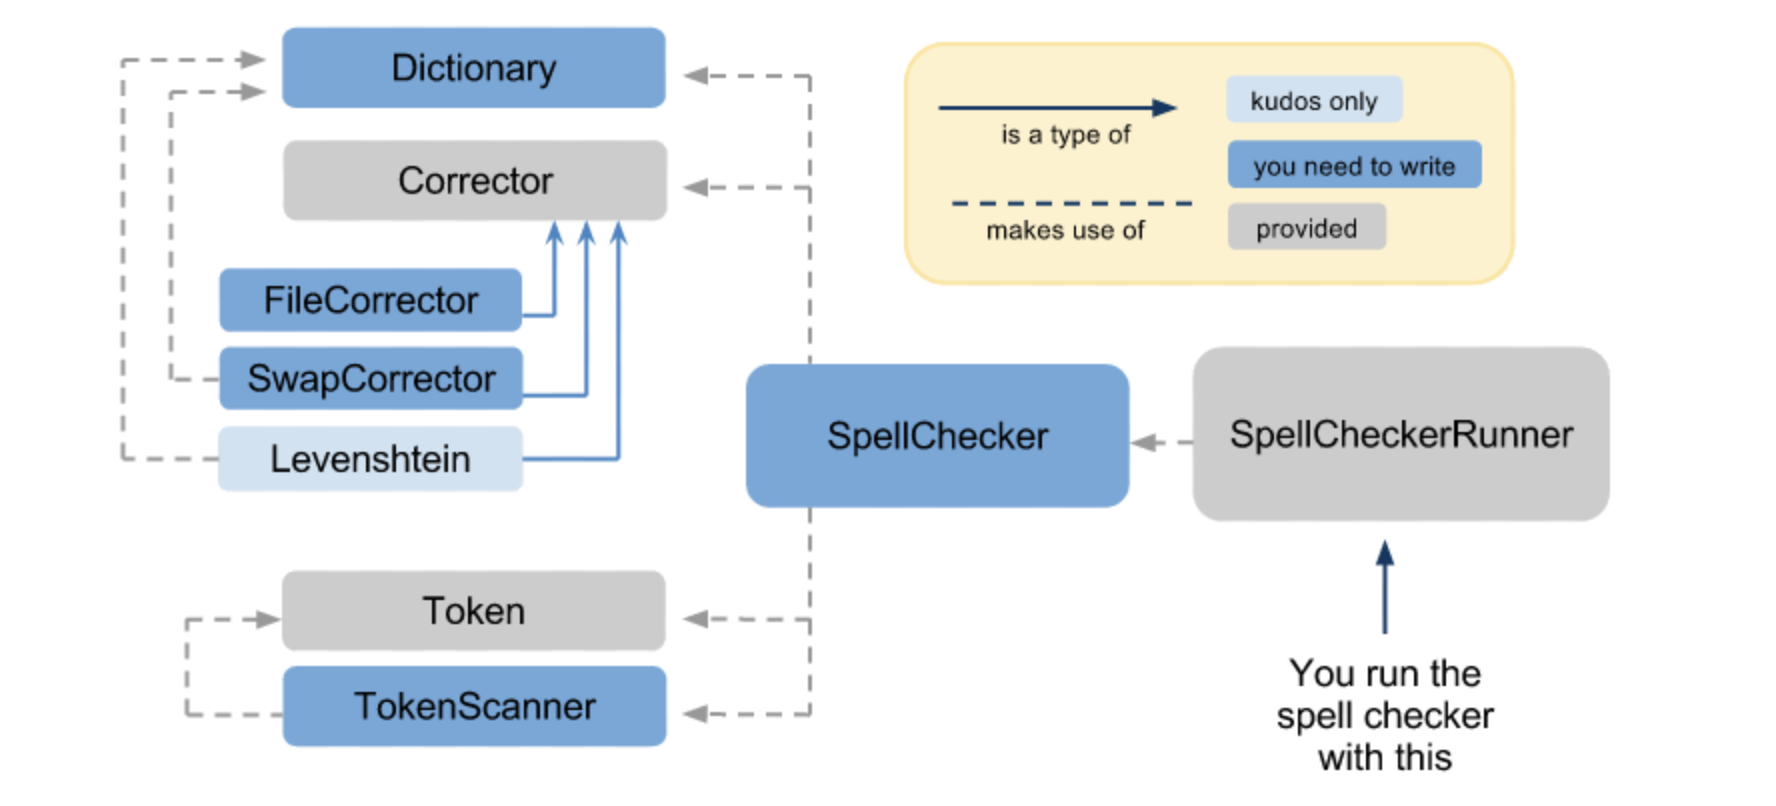 Dictionary
Corrector
FileCorrector
SwapCorrector
Levenshtein
Token
TokenScanner
SpellChecker
SpellCheckerRunner
You run the
spell checker
with this
is a type of
makes use of
kudos only
you need to write
provided